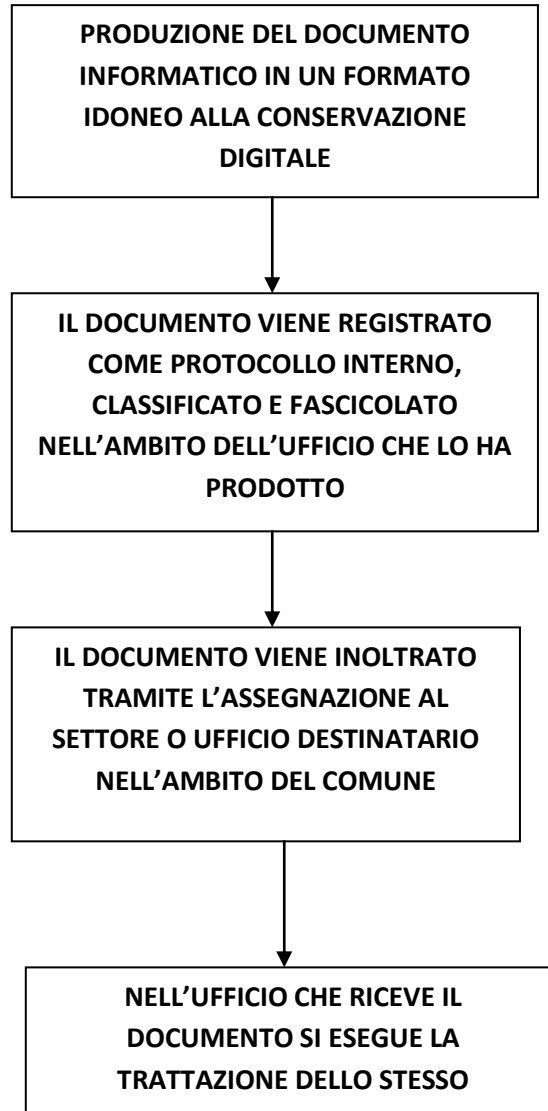 PRODUZIONE DEL DOCUMENTO
INFORMATICO IN UN FORMATO
IDONEO ALLA CONSERVAZIONE
DIGITALE
IL DOCUMENTO VIENE REGISTRATO
COME PROTOCOLLO INTERNO,
CLASSIFICATO E FASCICOLATO
NELL’AMBITO DELL’UFFICIO CHE LO HA
PRODOTTO
IL DOCUMENTO VIENE INOLTRATO
TRAMITE L’ASSEGNAZIONE AL
SETTORE O UFFICIO DESTINATARIO
NELL’AMBITO DEL COMUNE
NELL’UFFICIO CHE RICEVE IL
DOCUMENTO SI ESEGUE LA
TRATTAZIONE DELLO STESSO